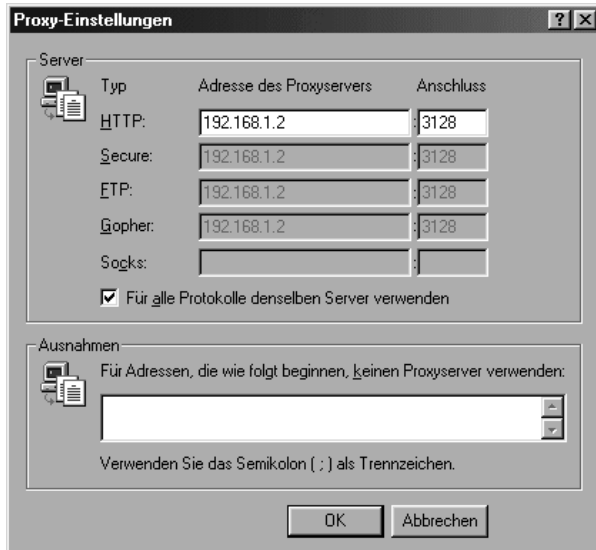 Proxy-Einstellungen
Server
Typ Adresse des Proxyservers Anschluss
HTTP: 192.168.1.2 : 3128
Secure: 192.168.1.2 : 3128
FTP: 192.168.1.2 : 3128
Gopher: 192.168.1.2 : 3128
Socks: :
Für alle Protokolle denselben Server verwenden
Ausnahmen
Für Adressen, die wie folgt beginnen, keinen Proxyserver verwenden:
Verwenden Sie das Semikolon ( ; ) als Trennzeichen.
OK Abbrechen